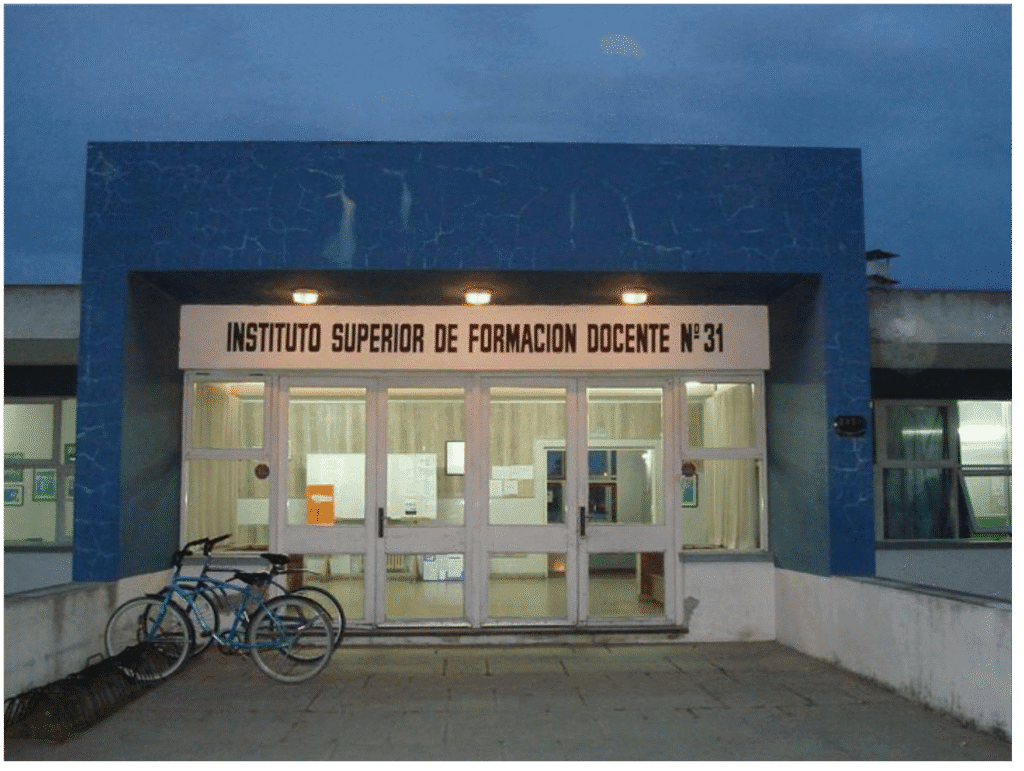 INSTITUTO SUPERIOR DE FORMACION DOCENTE Nº 31